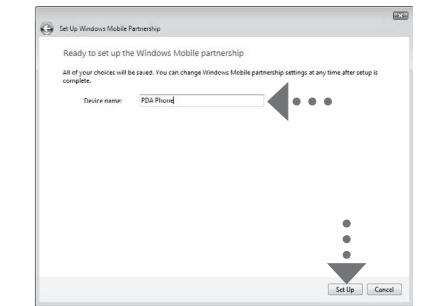 Set Up Windows Mobile Partnership
Ready to set up the Windows Mobile partnership
All of your choices will be saved. You can change Windows Mobile partnership settings at any time after setup is
complete.
Device name: PDA Phone
Set Up Cancel